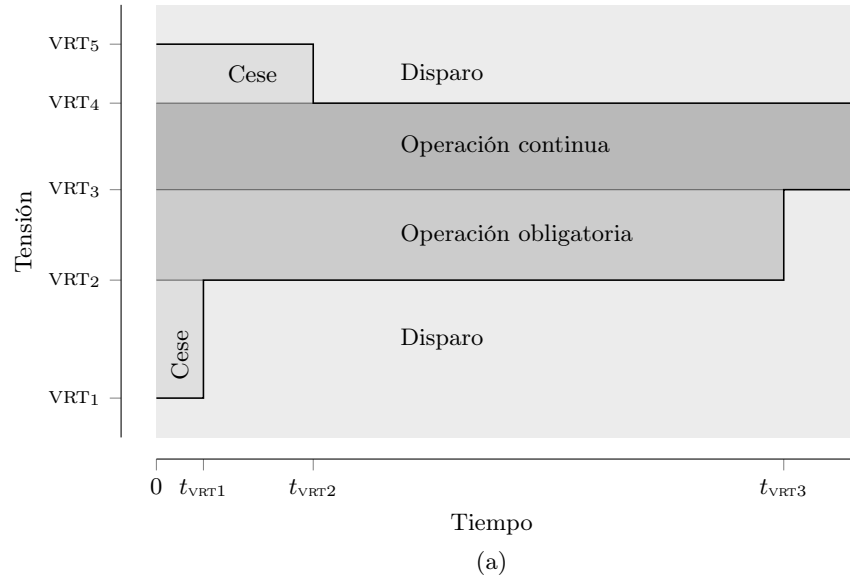 VRT5
Cese
Disparo
VRT4
Operación continua
VRT3
Tensión
Operación obligatoria
VRT2
Disparo
Cese
VRT1
0 tVRT1 tVRT2 tVRT3
Tiempo
(a)